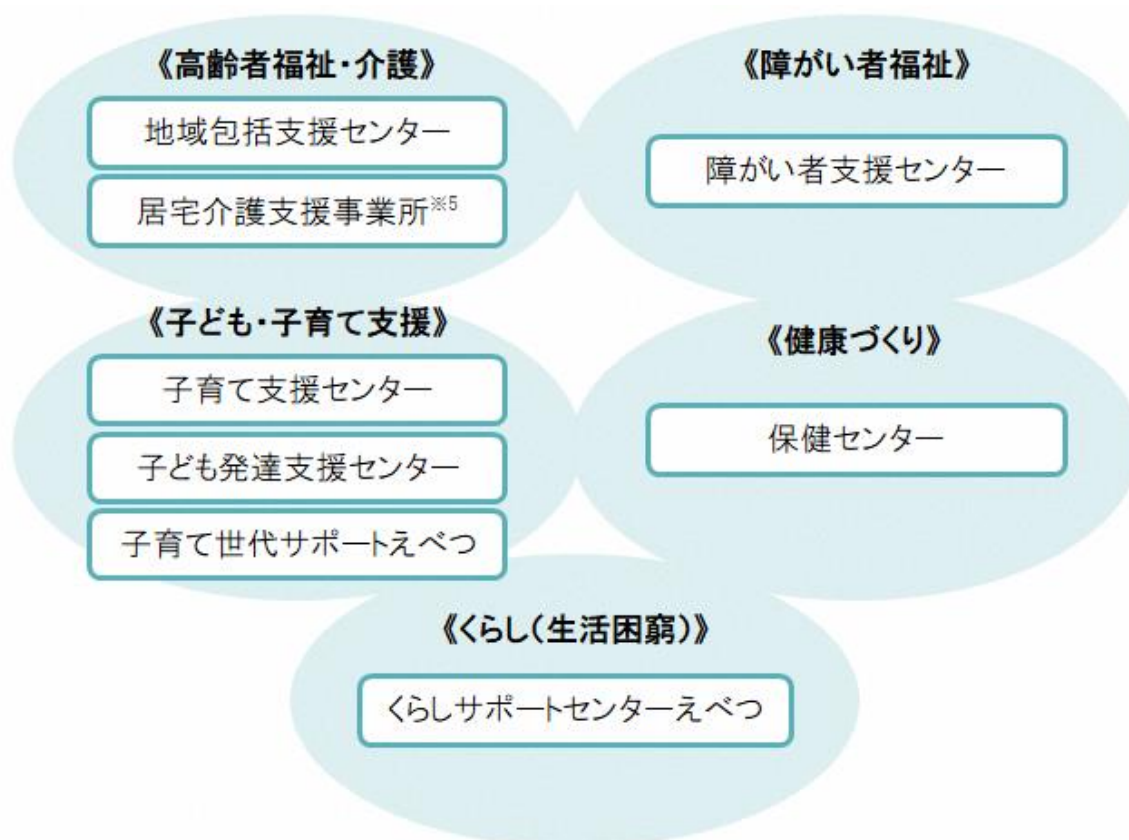 《高齢者福祉・介護》
地域包括支援センター
居宅介護支援事業所※5
《障がい者福祉》
障がい者支援センター
《子ども・子育て支援》
子育て支援センター
子ども発達支援センター
子育て世代サポートえべつ
《健康づくり》
保健センター
《くらし(生活困窮)》
くらしサポートセンターえべつ